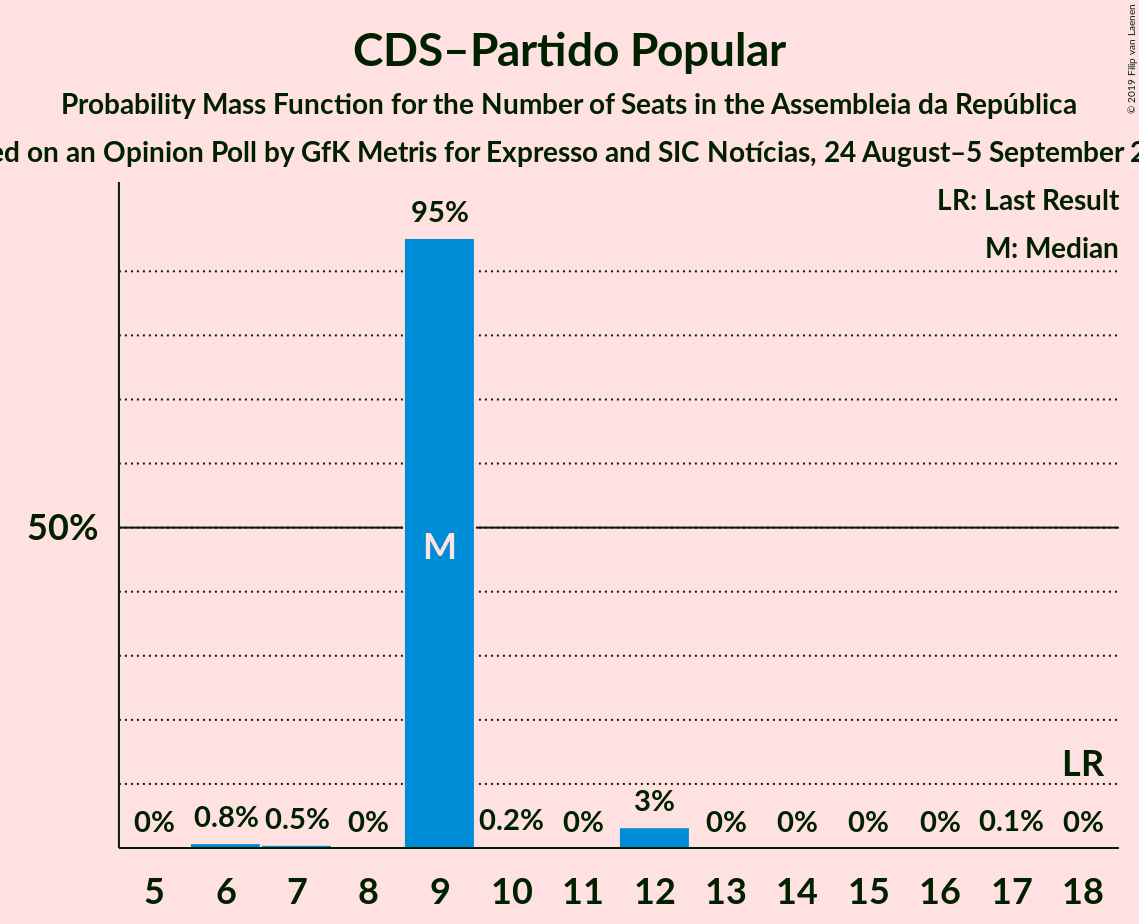 CDS–Partido Popular
Probability Mass Function for the Number of Seats in the Assembleia da República
on an Opinion Poll by GfK Metris for Expresso and SIC Notícias, 24 August–5 September
© 2019 Filip van Laenen
LR: Last Result
M: Median
95%
50%
M
LR
0% 0.8% 0.5% 0% 0.2% 0% 3% 0% 0% 0% 0% 0.1% 0%
5 6 7 8 9 10 11 12 13 14 15 16 17 18